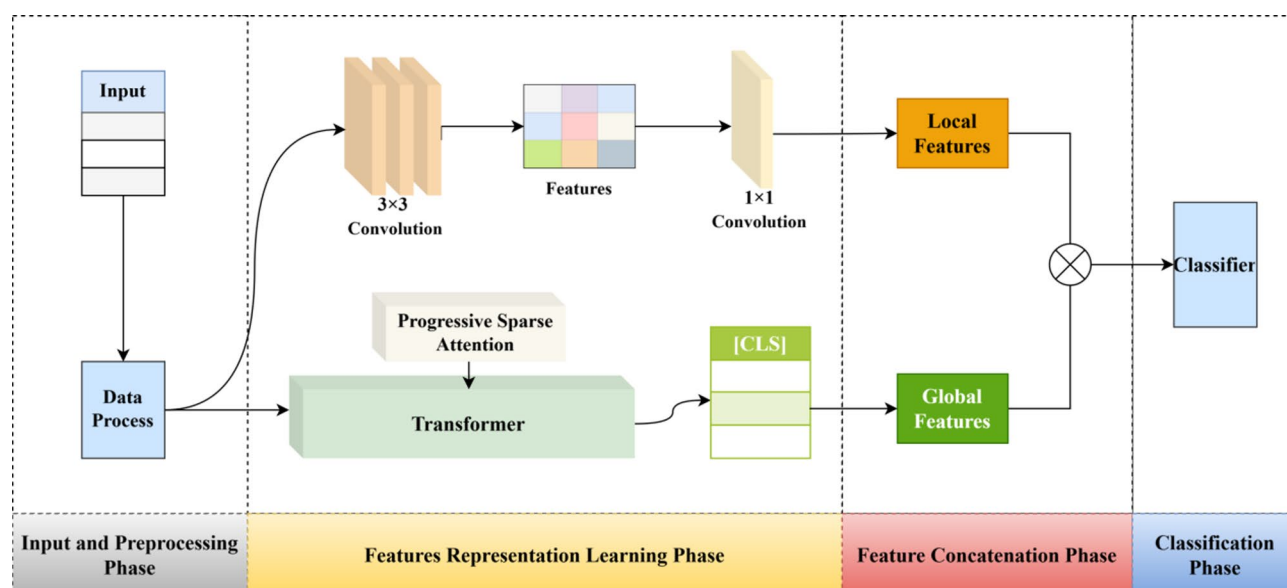 Input
3×3
Convolution
Features
1×1
Convolution
Local
Features
Classifier
Data
Process
Progressive Sparse
Attention
Transformer
[CLS]
Global
Features
Input and Preprocessing
Phase
Features Representation Learning Phase
Feature Concatenation Phase
Classification
Phase